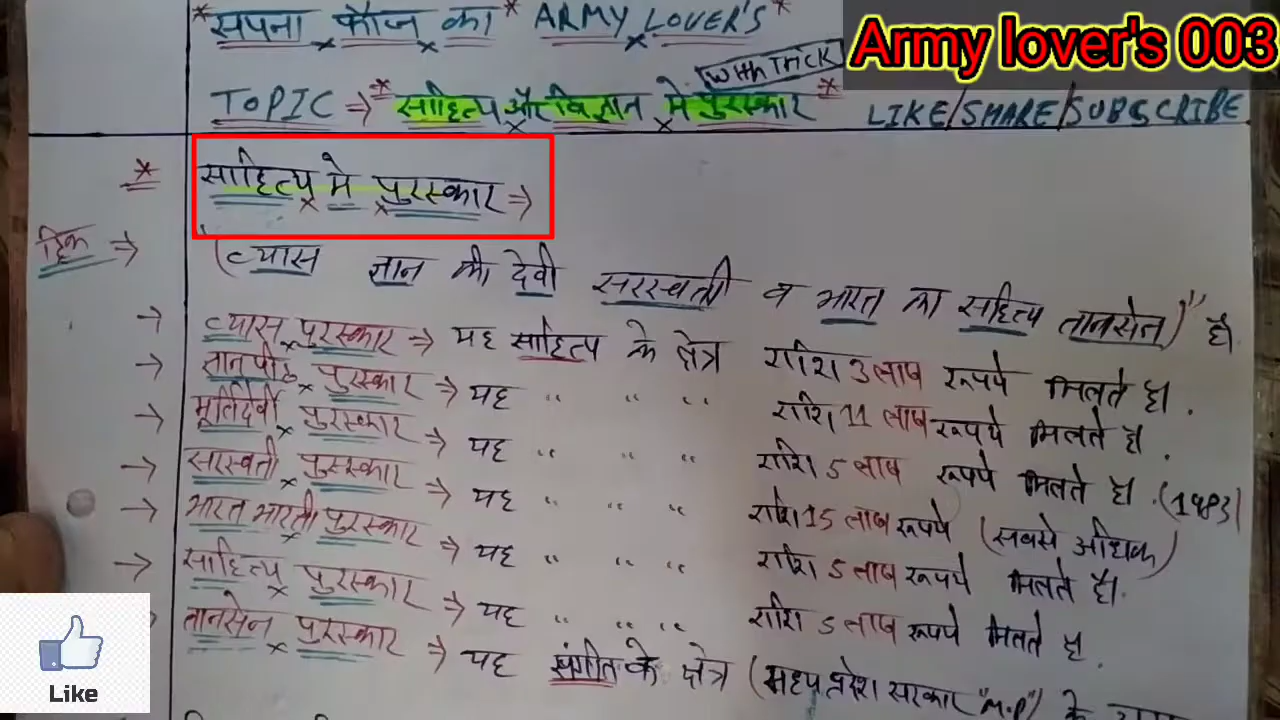 *सपना फौज का* ARMY LOVER'S*
Army lover's 003
With Trick
TOPIC ⇒ *साहित्य और विज्ञान मे पुरस्कार* LIKE/SHARE/SUBSCRIBE
* साहित्य मे पुरस्कार ⇒
ट्रिक ⇒ (व्यास ज्ञान की देवी सरस्वती व भारत का साहित्य तानसेन)" है।
→ व्यास पुरस्कार ⇒ यह साहित्य के क्षेत्र राशि 3 लाख रूपये मिलते है।
→ ज्ञानपीठ पुरस्कार ⇒ यह " " " राशि 11 लाख रूपये मिलते है।
→ मूर्तिदेवी पुरस्कार ⇒ यह " " " राशि 5 लाख रूपये मिलते है। (1983)
→ सरस्वती पुरस्कार ⇒ यह " " " राशि 15 लाख रूपये (सबसे अधिक)
→ भारत भारती पुरस्कार ⇒ यह " " " राशि 5 लाख रूपये मिलते है।
→ साहित्य पुरस्कार ⇒ यह " " " राशि 5 लाख रूपये मिलते है।
तानसेन पुरस्कार ⇒ यह संगीत के क्षेत्र (मध्य प्रदेश सरकार "M.P") के
Like